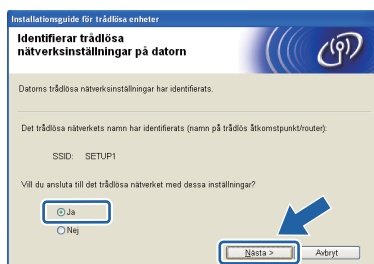 Installationsguide för trådlösa enheter
Identifierar trådlösa
nätverksinställningar på datorn
Datorns trådlösa nätverksinställningar har identifierats.
Det trådlösa nätverkets namn har identifierats (namn på trådlös åtkomstpunkt/router):
SSID: SETUP1
Vill du ansluta till det trådlösa nätverket med dessa inställningar?
Ja
Nej
Nästa >
Avbryt